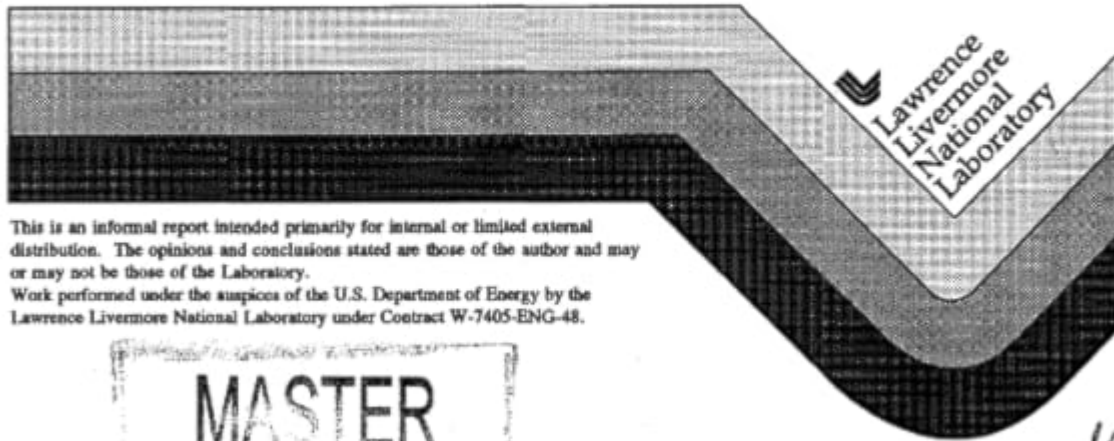 Lawrence
Livermore
National
Laboratory
This is an informal report intended primarily for internal or limited external
distribution. The opinions and conclusions stated are those of the author and may
or may not be those of the Laboratory.
Work performed under the auspices of the U.S. Department of Energy by the
Lawrence Livermore National Laboratory under Contract W-7405-ENG-48.
MASTER